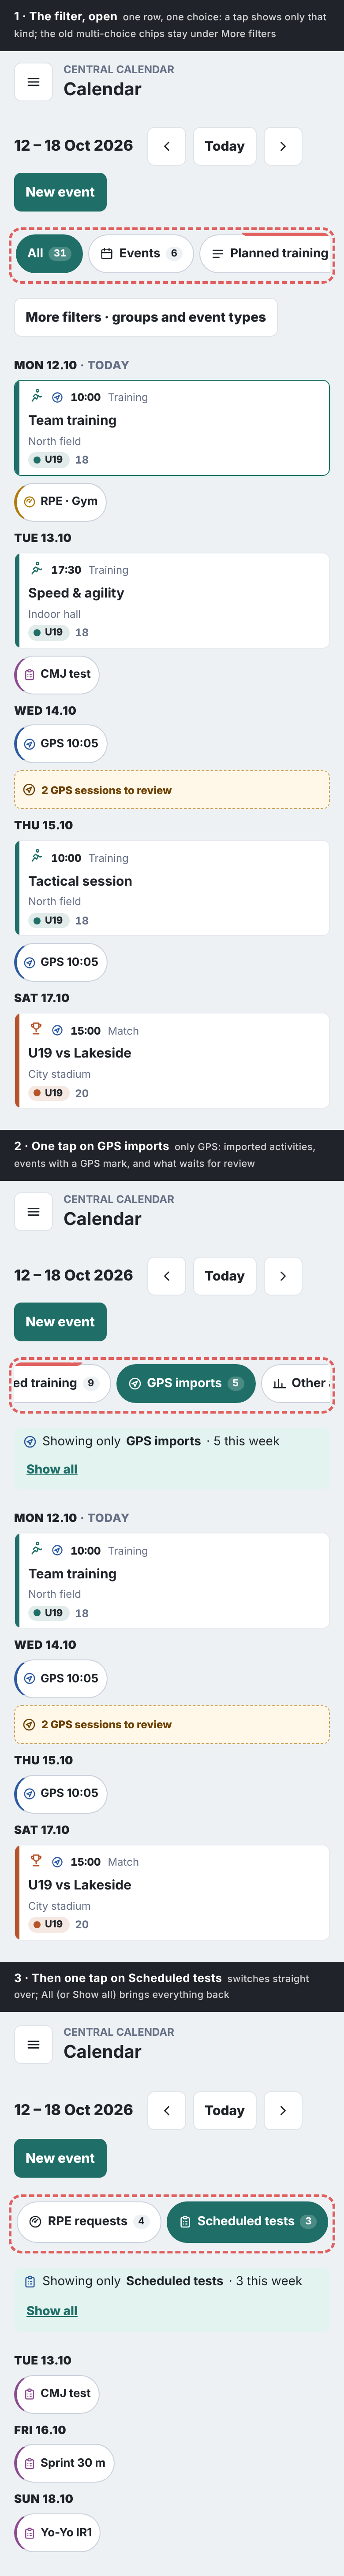 1 · The filter, open one row, one choice: a tap shows only that
kind; the old multi-choice chips stay under More filters
CENTRAL CALENDAR
Calendar
12 – 18 Oct 2026
Today
New event
All 31
Events 6
Planned training
More filters · groups and event types
MON 12.10 · TODAY
10:00 Training
Team training
North field
U19 18
RPE · Gym
TUE 13.10
17:30 Training
Speed & agility
Indoor hall
U19 18
CMJ test
WED 14.10
GPS 10:05
2 GPS sessions to review
THU 15.10
10:00 Training
Tactical session
North field
U19 18
GPS 10:05
SAT 17.10
15:00 Match
U19 vs Lakeside
City stadium
U19 20
2 · One tap on GPS imports only GPS: imported activities,
events with a GPS mark, and what waits for review
CENTRAL CALENDAR
Calendar
12 – 18 Oct 2026
Today
New event
ed training 9
GPS imports 5
Other
Showing only GPS imports · 5 this week
Show all
MON 12.10 · TODAY
10:00 Training
Team training
North field
U19 18
WED 14.10
GPS 10:05
2 GPS sessions to review
THU 15.10
GPS 10:05
SAT 17.10
15:00 Match
U19 vs Lakeside
City stadium
U19 20
3 · Then one tap on Scheduled tests switches straight
over; All (or Show all) brings everything back
CENTRAL CALENDAR
Calendar
12 – 18 Oct 2026
Today
New event
RPE requests 4
Scheduled tests 3
Showing only Scheduled tests · 3 this week
Show all
TUE 13.10
CMJ test
FRI 16.10
Sprint 30 m
SUN 18.10
Yo-Yo IR1